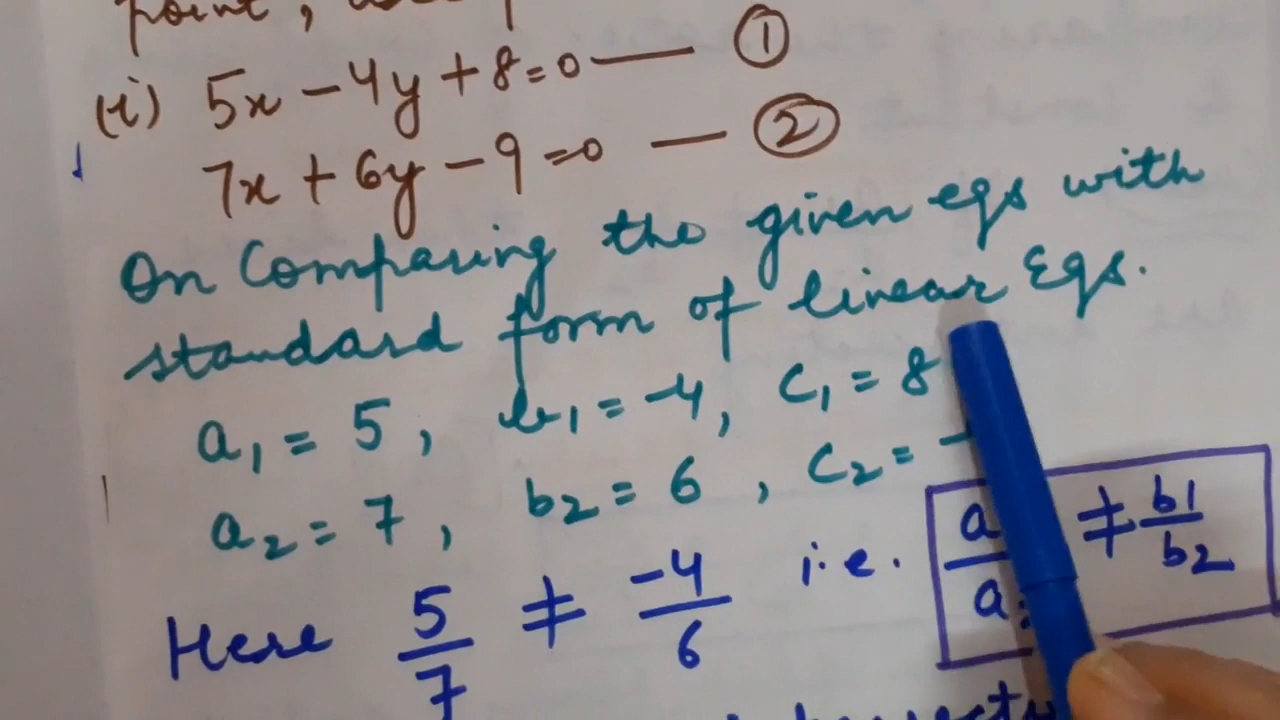 point,
(i) 5x - 4y + 8 = 0 — ①
7x + 6y - 9 = 0 — ②
On Comparing the given eqs with
standard form of linear Eqs.
a₁ = 5, b₁ = -4, c₁ = 8
a₂ = 7, b₂ = 6, c₂ = -
Here 5/7 ≠ -4/6 i.e. a/a ≠ b1/b2